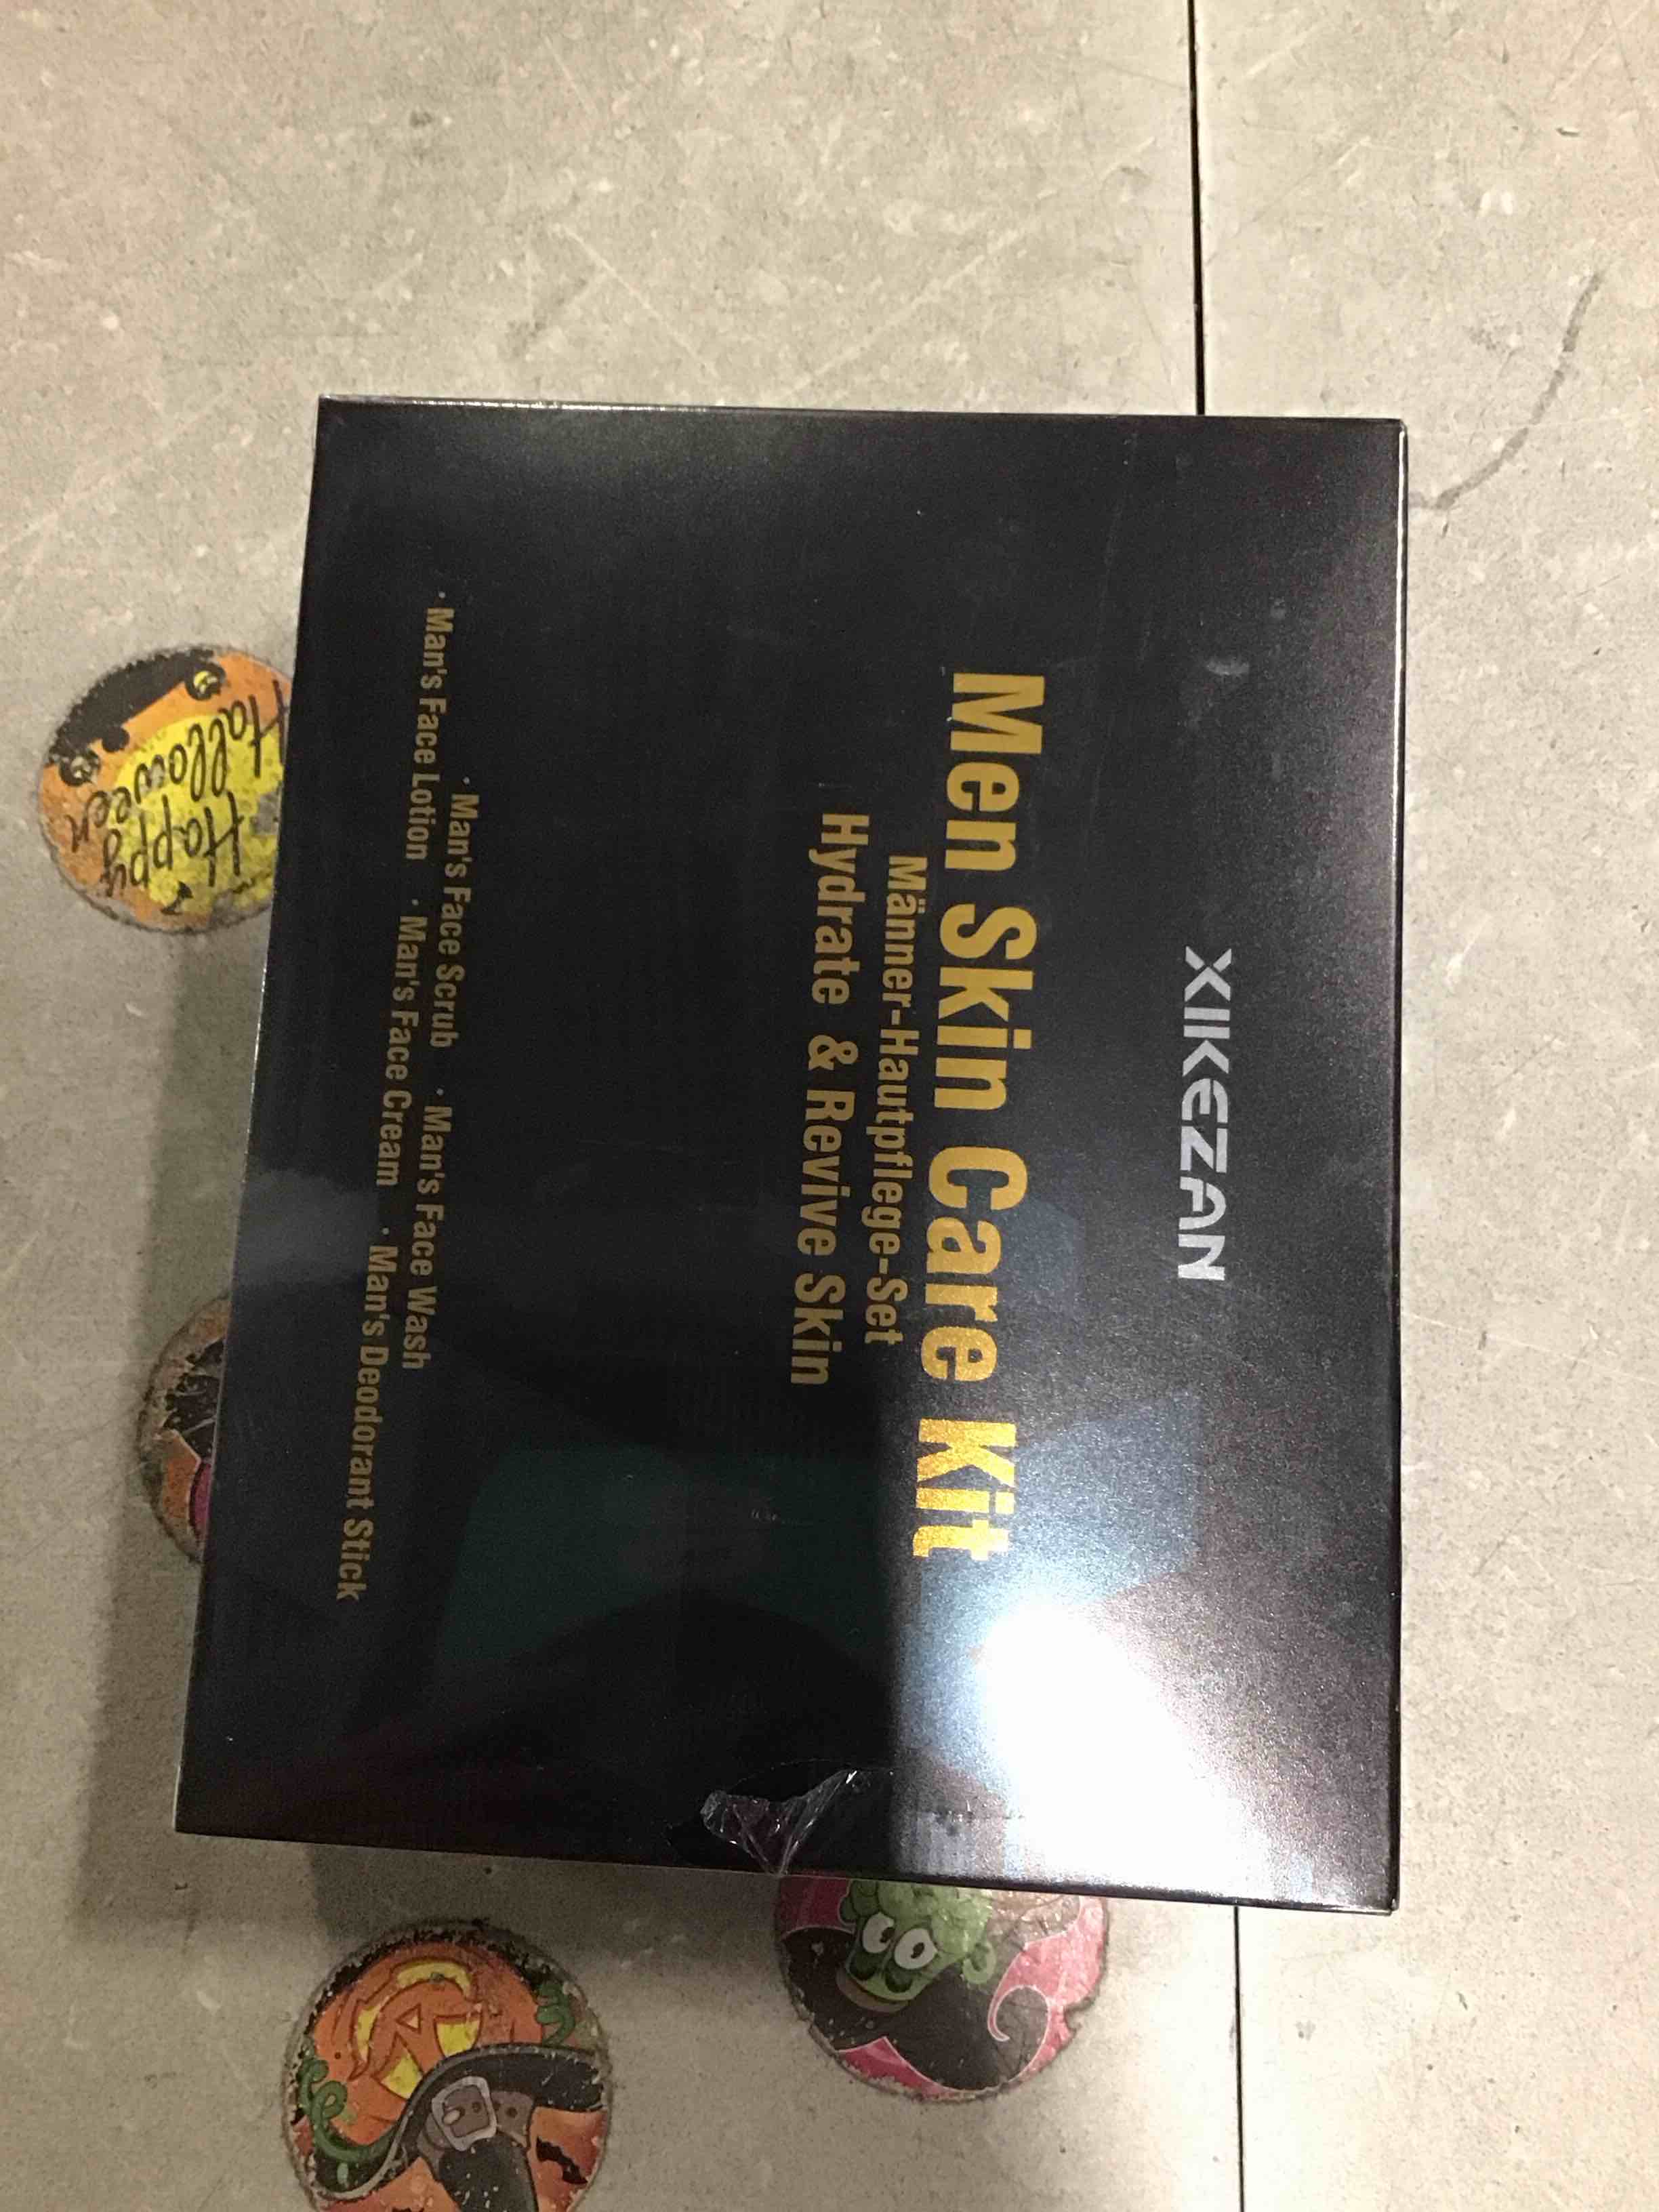 XIKEZAN
Men Skin Care Kit
Männer-Hautpflege-Set
Hydrate & Revive Skin
· Man's Face Scrub · Man's Face Wash
· Man's Face Lotion · Man's Face Cream · Man's Deodorant Stick
Happy
Halloween